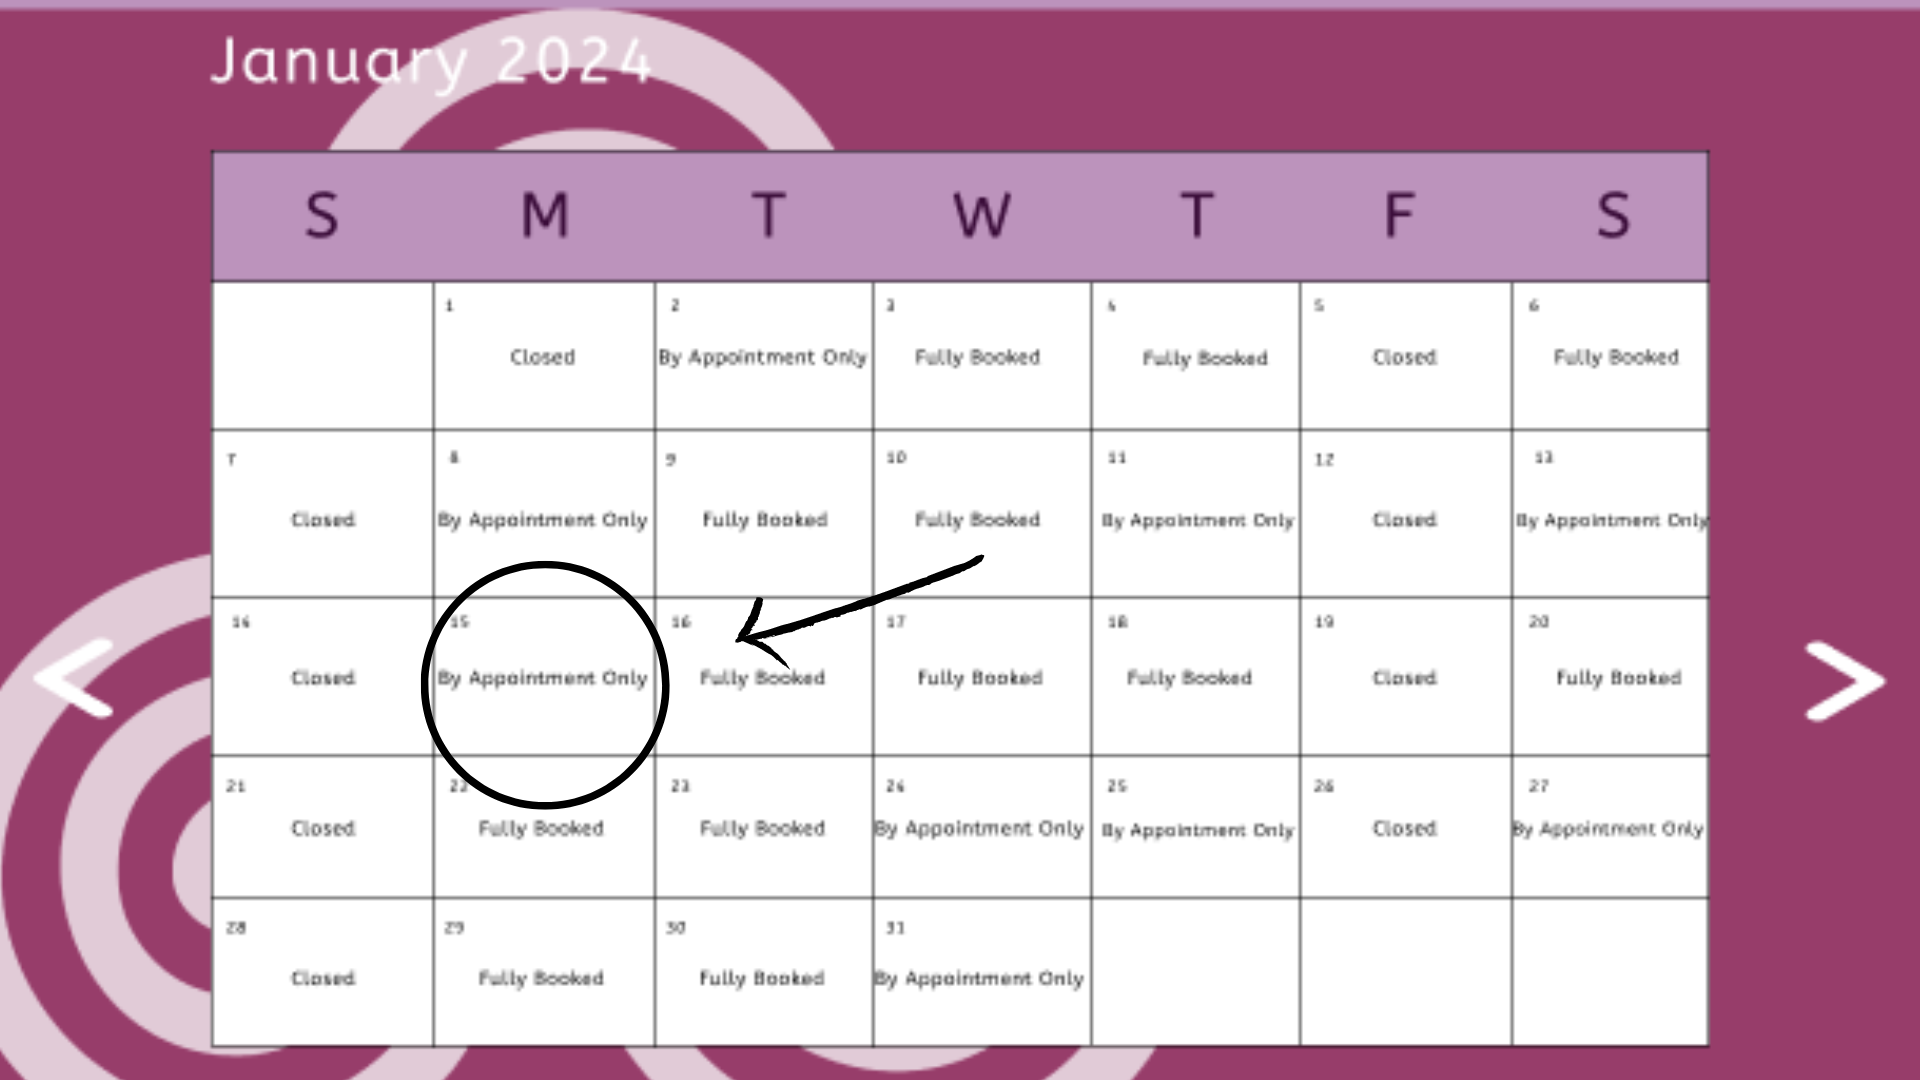 January 2024
S M T W T F S
1 2 3 4 5 6
Closed By Appointment Only Fully Booked Fully Booked Closed Fully Booked
7 8 9 10 11 12 13
Closed By Appointment Only Fully Booked Fully Booked By Appointment Only Closed By Appointment Only
14 15 16 17 18 19 20
Closed By Appointment Only Fully Booked Fully Booked Fully Booked Closed Fully Booked
21 22 23 24 25 26 27
Closed Fully Booked Fully Booked By Appointment Only By Appointment Only Closed By Appointment Only
28 29 30 31
Closed Fully Booked Fully Booked By Appointment Only